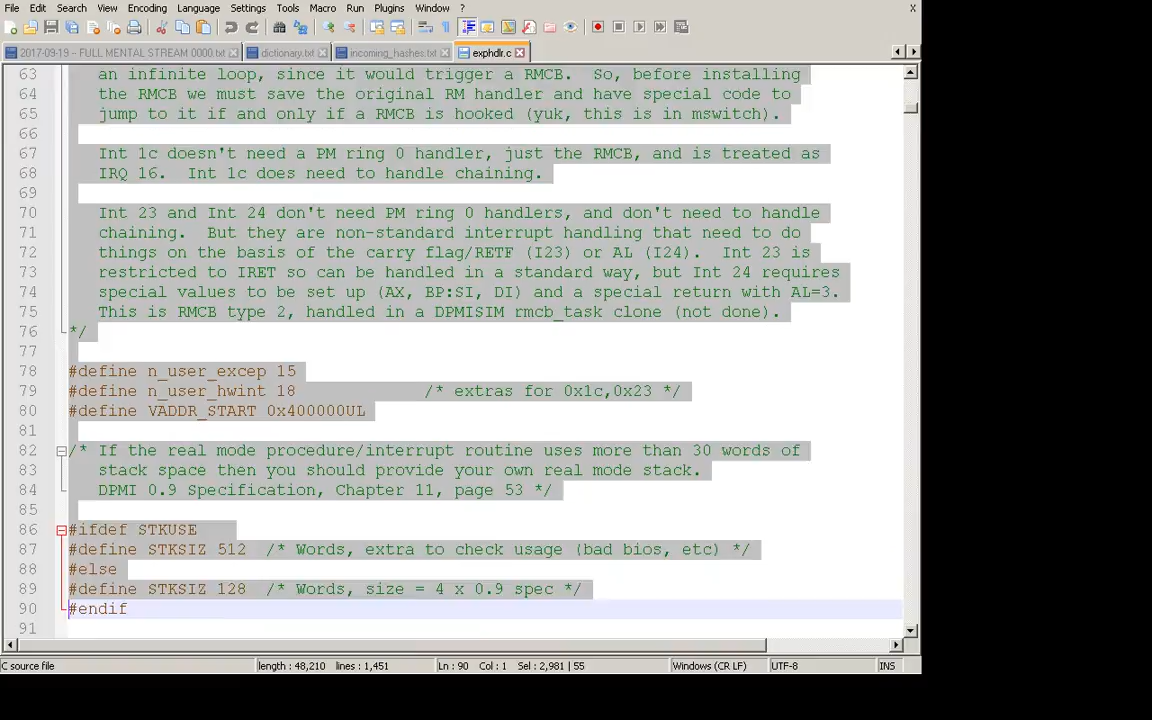 File Edit Search View Encoding Language Settings Tools Macro Run Plugins Window ? X
2017-09-19 - FULL MENTAL STREAM 0000.txt dictionary.txt incoming_hashes.txt exphdlr.c
63 an infinite loop, since it would trigger a RMCB. So, before installing
64 the RMCB we must save the original RM handler and have special code to
65 jump to it if and only if a RMCB is hooked (yuk, this is in mswitch).
66
67 Int 1c doesn't need a PM ring 0 handler, just the RMCB, and is treated as
68 IRQ 16. Int 1c does need to handle chaining.
69
70 Int 23 and Int 24 don't need PM ring 0 handlers, and don't need to handle
71 chaining. But they are non-standard interrupt handling that need to do
72 things on the basis of the carry flag/RETF (I23) or AL (I24). Int 23 is
73 restricted to IRET so can be handled in a standard way, but Int 24 requires
74 special values to be set up (AX, BP:SI, DI) and a special return with AL=3.
75 This is RMCB type 2, handled in a DPMISIM rmcb_task clone (not done).
76 */
77
78 #define n_user_excep 15
79 #define n_user_hwint 18 /* extras for 0x1c,0x23 */
80 #define VADDR_START 0x400000UL
81
82 /* If the real mode procedure/interrupt routine uses more than 30 words of
83 stack space then you should provide your own real mode stack.
84 DPMI 0.9 Specification, Chapter 11, page 53 */
85
86 #ifdef STKUSE
87 #define STKSIZ 512 /* Words, extra to check usage (bad bios, etc) */
88 #else
89 #define STKSIZ 128 /* Words, size = 4 x 0.9 spec */
90 #endif
91
C source file length : 48,210 lines : 1,451 Ln : 90 Col : 1 Sel : 2,981 | 55 Windows (CR LF) UTF-8 INS